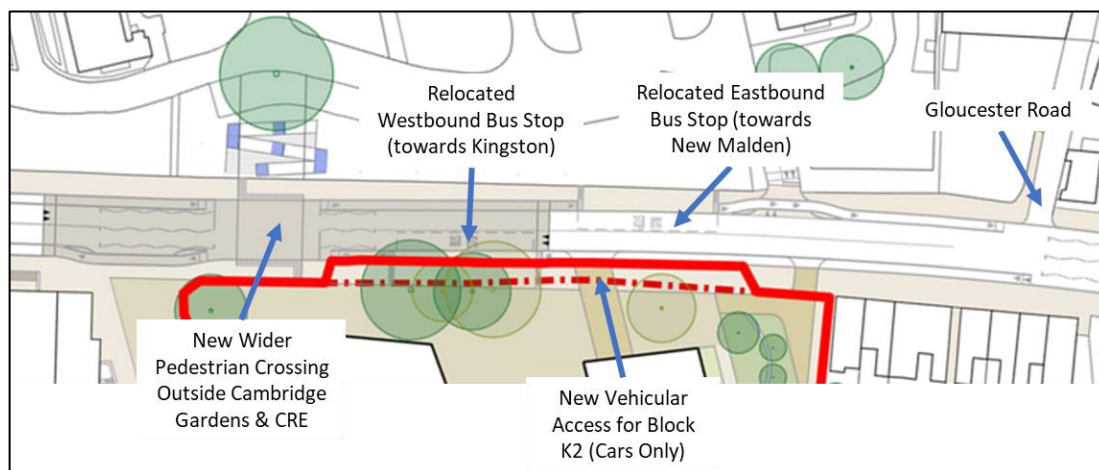 Relocated
Westbound Bus Stop
(towards Kingston)
Relocated Eastbound
Bus Stop (towards
New Malden)
Gloucester Road
New Wider
Pedestrian Crossing
Outside Cambridge
Gardens & CRE
New Vehicular
Access for Block
K2 (Cars Only)